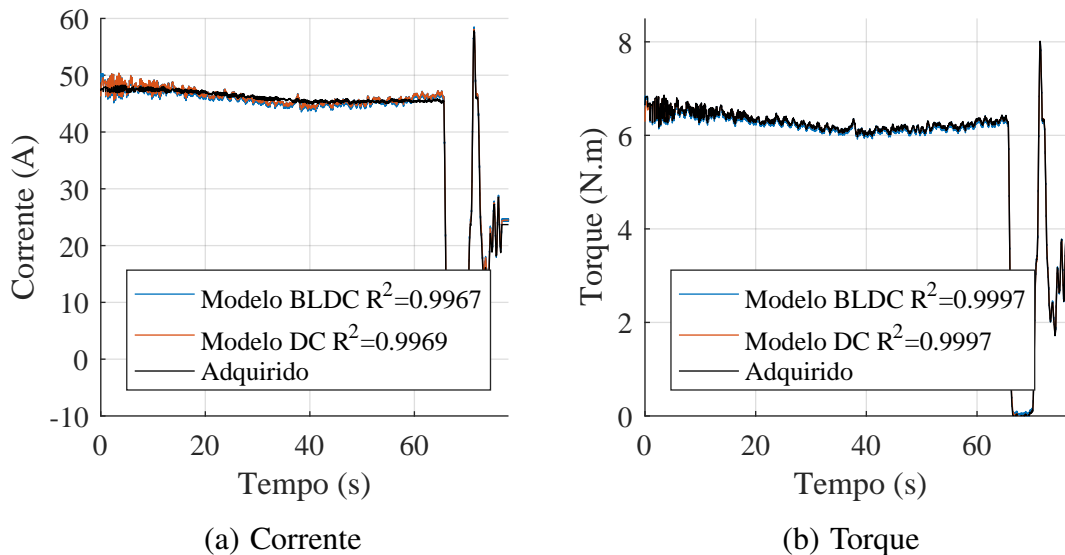 60
50
40
30
20
10
0
-10
Corrente (A)
Modelo BLDC R²=0.9967
Modelo DC R²=0.9969
Adquirido
0 20 40 60
Tempo (s)
(a) Corrente
8
6
4
2
0
Torque (N.m)
Modelo BLDC R²=0.9997
Modelo DC R²=0.9997
Adquirido
0 20 40 60
Tempo (s)
(b) Torque